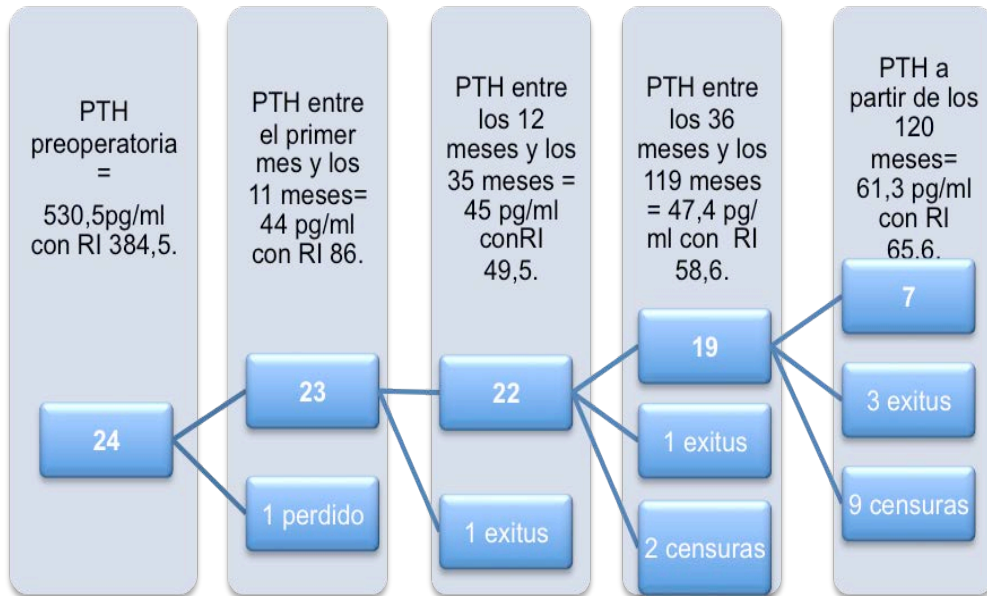 PTH
preoperatoria
=
530,5pg/ml
con RI 384,5.
24
PTH entre
el primer
mes y los
11 meses=
44 pg/ml
con RI 86.
23
1 perdido
PTH entre
los 12
meses y los
35 meses =
45 pg/ml
conRI
49,5.
22
1 exitus
PTH entre
los 36
meses y los
119 meses
= 47,4 pg/
ml con RI
58,6.
19
1 exitus
2 censuras
PTH a
partir de los
120
meses=
61,3 pg/ml
con RI
65,6.
7
3 exitus
9 censuras